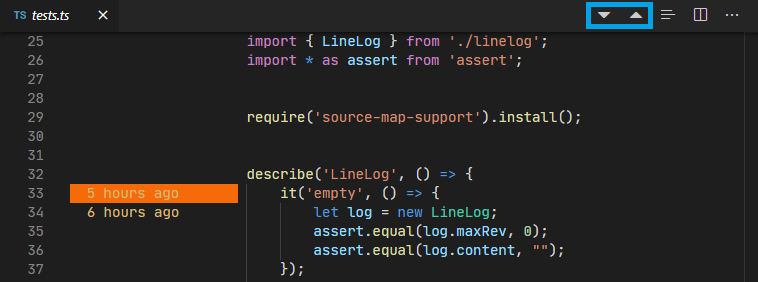 TS tests.ts
25 import { LineLog } from './linelog';
26 import * as assert from 'assert';
27
28
29 require('source-map-support').install();
30
31
32 describe('LineLog', () => {
33 5 hours ago it('empty', () => {
34 6 hours ago let log = new LineLog;
35 assert.equal(log.maxRev, 0);
36 assert.equal(log.content, "");
37 });